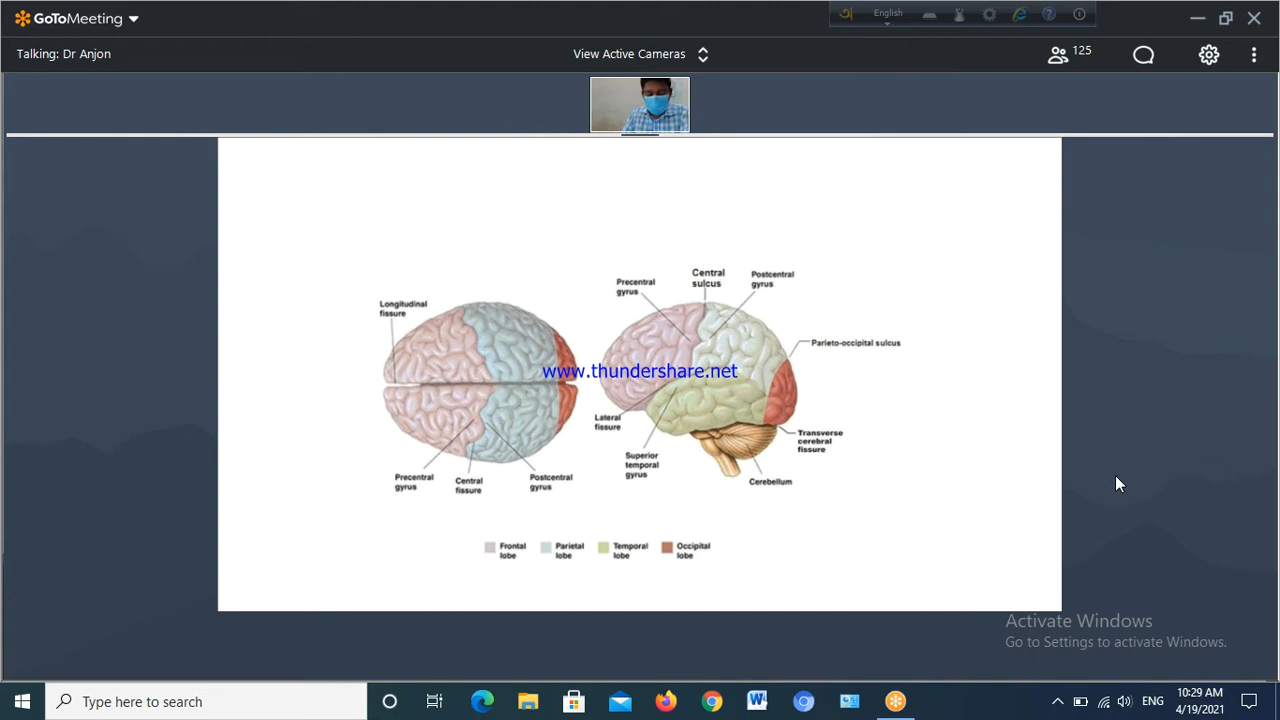 GoToMeeting
English
Talking: Dr Anjon
View Active Cameras
125
Longitudinal
fissure
Precentral
gyrus
Central
fissure
Postcentral
gyrus
Precentral
gyrus
Central
sulcus
Postcentral
gyrus
Parieto-occipital sulcus
www.thundershare.net
Lateral
fissure
Superior
temporal
gyrus
Transverse
cerebral
fissure
Cerebellum
Frontal
lobe
Parietal
lobe
Temporal
lobe
Occipital
lobe
Activate Windows
Go to Settings to activate Windows.
Type here to search
ENG
10:29 AM
4/19/2021